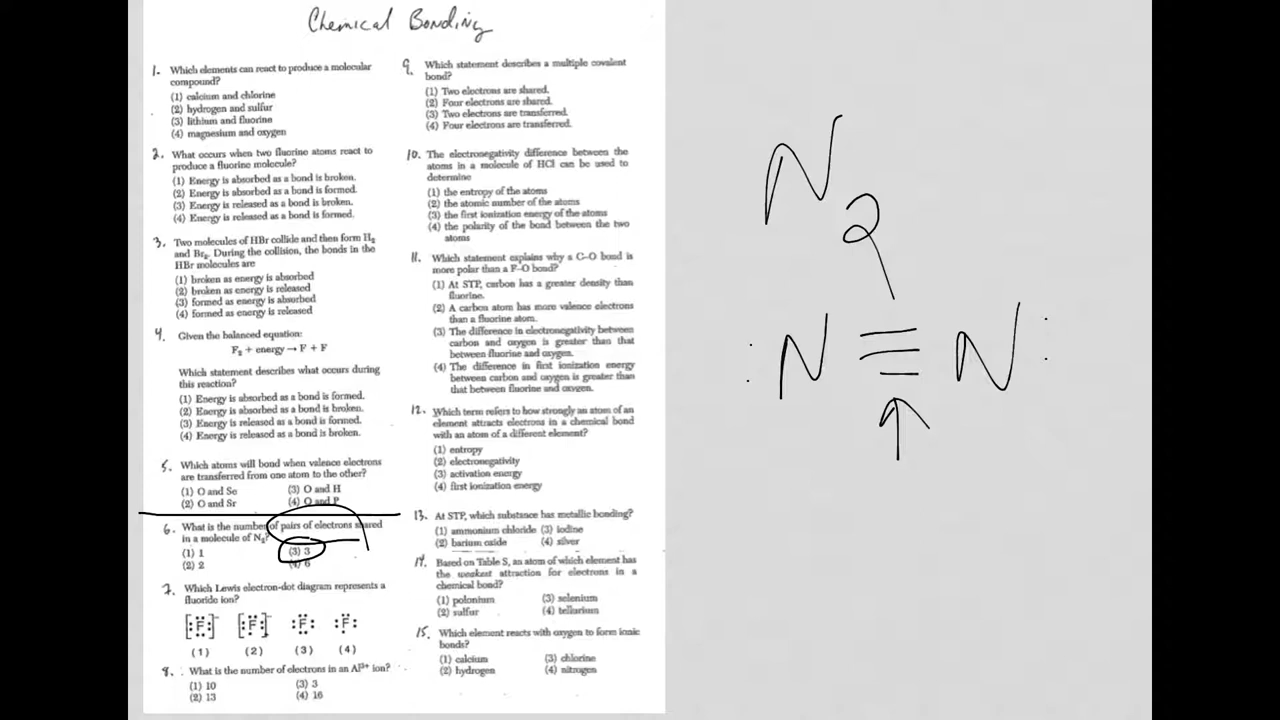 Chemical Bonding
1. Which elements can react to produce a molecular
compound?
(1) calcium and chlorine
(2) hydrogen and sulfur
(3) lithium and fluorine
(4) magnesium and oxygen
2. What occurs when two fluorine atoms react to
produce a fluorine molecule?
(1) Energy is absorbed as a bond is broken.
(2) Energy is absorbed as a bond is formed.
(3) Energy is released as a bond is broken.
(4) Energy is released as a bond is formed.
3. Two molecules of HBr collide and then form H₂
and Br₂. During the collision, the bonds in the
HBr molecules are
(1) broken as energy is absorbed
(2) broken as energy is released
(3) formed as energy is absorbed
(4) formed as energy is released
4. Given the balanced equation:
F₂ + energy → F + F
Which statement describes what occurs during
this reaction?
(1) Energy is absorbed as a bond is formed.
(2) Energy is absorbed as a bond is broken.
(3) Energy is released as a bond is formed.
(4) Energy is released as a bond is broken.
5. Which atoms will bond when valence electrons
are transferred from one atom to the other?
(1) O and Se (3) O and H
(2) O and Sr (4) O and P
6. What is the number of pairs of electrons shared
in a molecule of N₂?
(1) 1 (3) 3
(2) 2 (4) 6
7. Which Lewis electron-dot diagram represents a
fluoride ion?
[F]⁻ [F]⁻ F F
(1) (2) (3) (4)
8. What is the number of electrons in an Al³⁺ ion?
(1) 10 (3) 3
(2) 13 (4) 16
9. Which statement describes a multiple covalent
bond?
(1) Two electrons are shared.
(2) Four electrons are shared.
(3) Two electrons are transferred.
(4) Four electrons are transferred.
10. The electronegativity difference between the
atoms in a molecule of HCl can be used to
determine
(1) the entropy of the atoms
(2) the atomic number of the atoms
(3) the first ionization energy of the atoms
(4) the polarity of the bond between the two
atoms
11. Which statement explains why a C–O bond is
more polar than a F–O bond?
(1) At STP, carbon has a greater density than
fluorine.
(2) A carbon atom has more valence electrons
than a fluorine atom.
(3) The difference in electronegativity between
carbon and oxygen is greater than that
between fluorine and oxygen.
(4) The difference in first ionization energy
between carbon and oxygen is greater than
that between fluorine and oxygen.
12. Which term refers to how strongly an atom of an
element attracts electrons in a chemical bond
with an atom of a different element?
(1) entropy
(2) electronegativity
(3) activation energy
(4) first ionization energy
13. At STP, which substance has metallic bonding?
(1) ammonium chloride (3) iodine
(2) barium oxide (4) silver
14. Based on Table S, an atom of which element has
the weakest attraction for electrons in a
chemical bond?
(1) polonium (3) selenium
(2) sulfur (4) tellurium
15. Which element reacts with oxygen to form ionic
bonds?
(1) calcium (3) chlorine
(2) hydrogen (4) nitrogen
N₂
:N≡N: